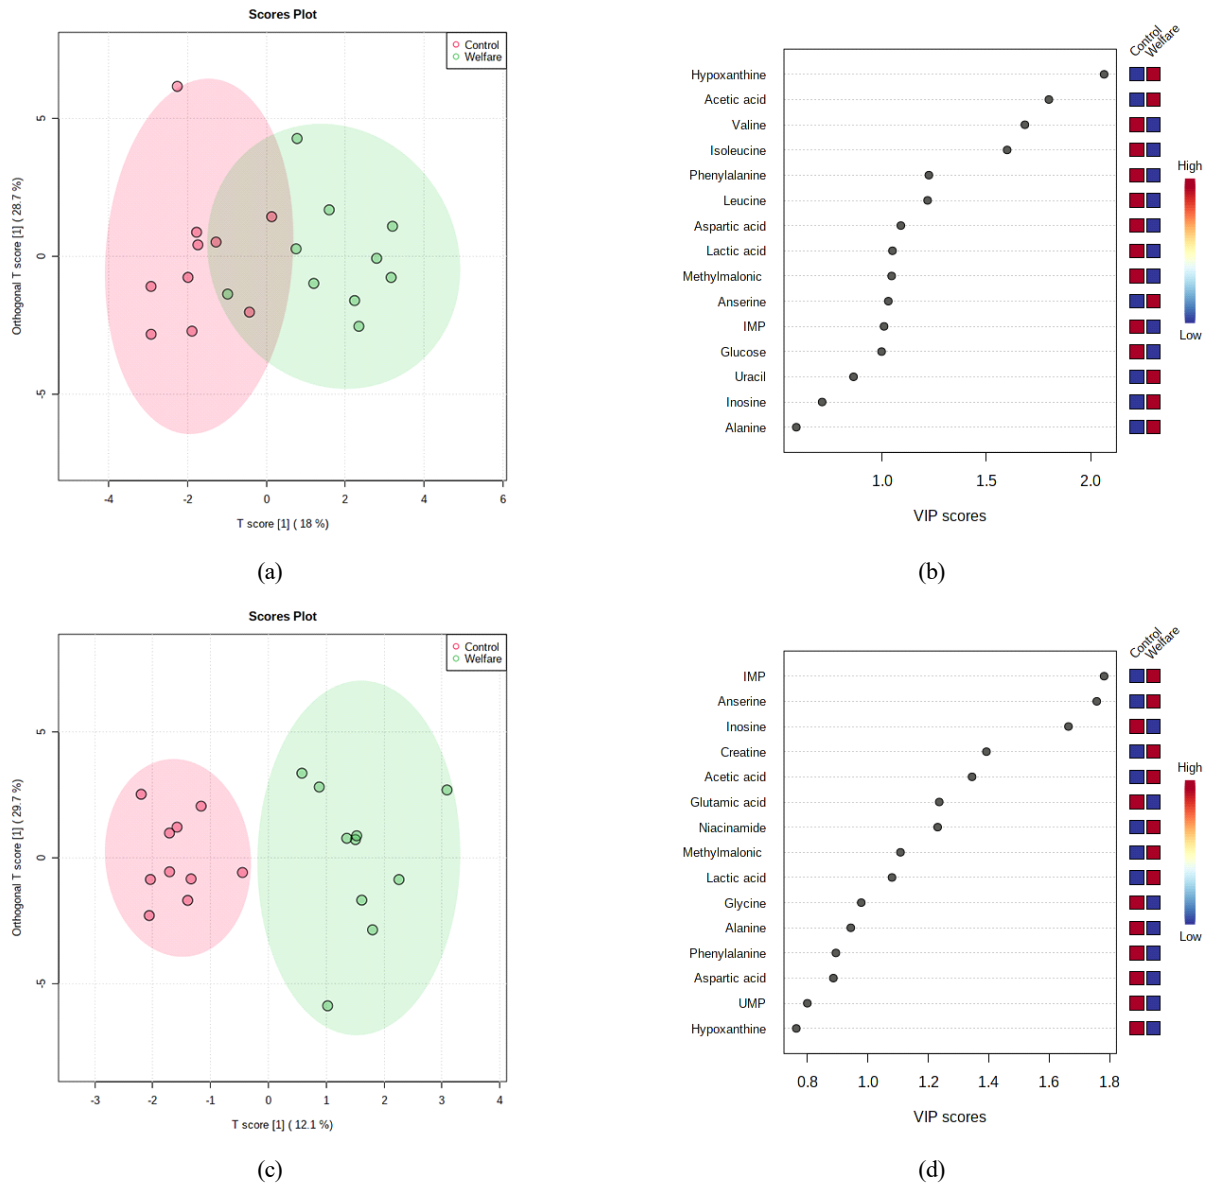 Scores Plot
Control
Welfare
Orthogonal T score [1] ( 28.7 %)
5
0
-5
-4
-2
0
2
4
6
T score [1] ( 18 %)
(a)
Control
Welfare
Hypoxanthine
Acetic acid
Valine
Isoleucine
Phenylalanine
Leucine
Aspartic acid
Lactic acid
Methylmalonic
Anserine
IMP
Glucose
Uracil
Inosine
Alanine
High
Low
1.0
1.5
2.0
VIP scores
(b)
Scores Plot
Control
Welfare
Orthogonal T score [1] ( 29.7 %)
5
0
-5
-3
-2
-1
0
1
2
3
4
T score [1] ( 12.1 %)
(c)
Control
Welfare
IMP
Anserine
Inosine
Creatine
Acetic acid
Glutamic acid
Niacinamide
Methylmalonic
Lactic acid
Glycine
Alanine
Phenylalanine
Aspartic acid
UMP
Hypoxanthine
High
Low
0.8
1.0
1.2
1.4
1.6
1.8
VIP scores
(d)